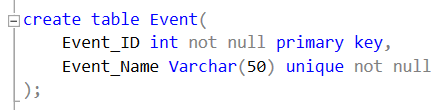 create table Event(
Event_ID int not null primary key,
Event_Name Varchar(50) unique not null
);